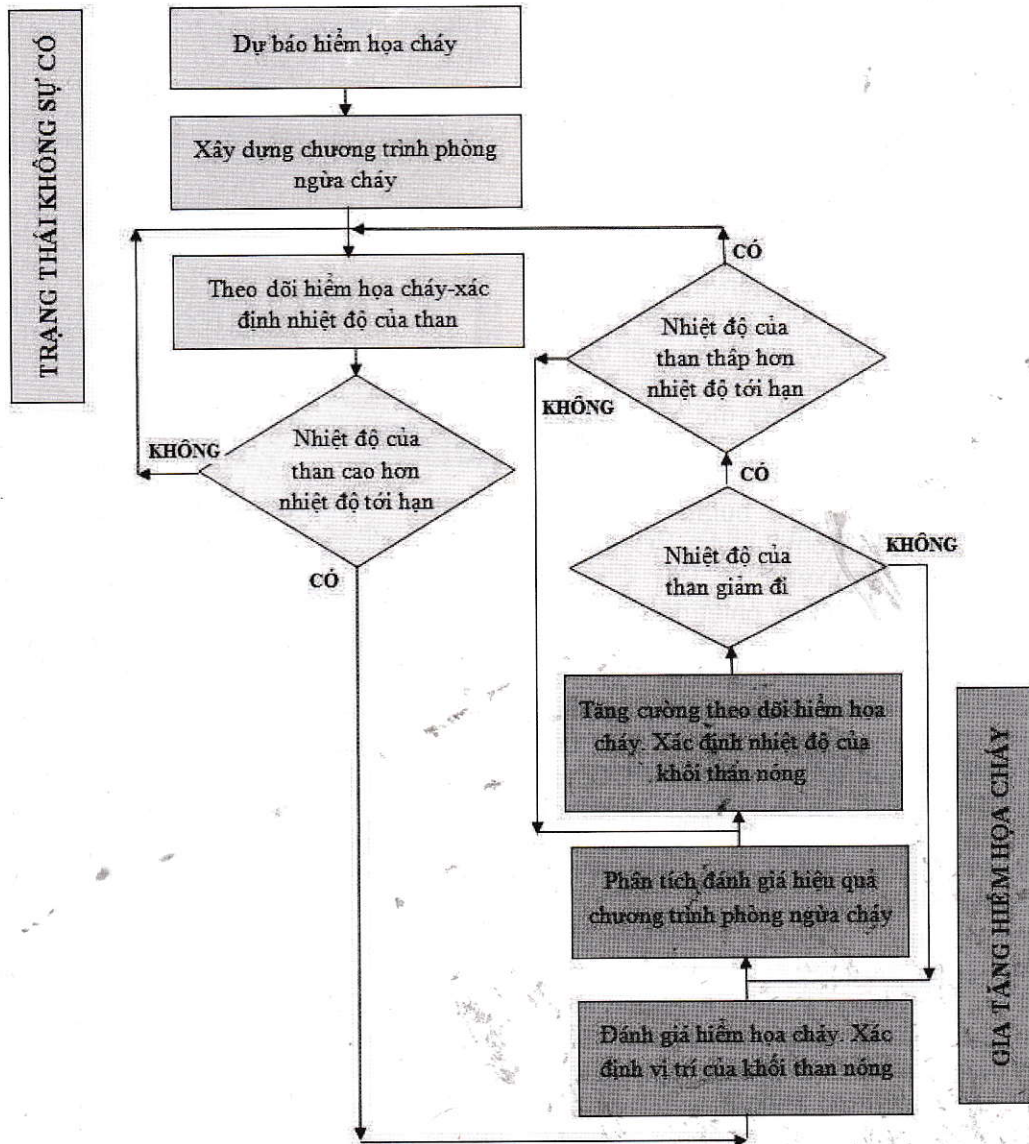 TRẠNG THÁI KHÔNG SỰ CÓ
Dự báo hiểm họa cháy
Xây dựng chương trình phòng
ngừa cháy
Theo dõi hiểm họa cháy-xác
định nhiệt độ của than
KHÔNG
Nhiệt độ của
than cao hơn
nhiệt độ tới hạn
CÓ
CÓ
Nhiệt độ của
than thấp hơn
nhiệt độ tới hạn
KHÔNG
CÓ
Nhiệt độ của
than giảm đi
KHÔNG
Tăng cường theo dõi hiểm họa
cháy. Xác định nhiệt độ của
khối than nóng
Phân tích đánh giá hiệu quả
chương trình phòng ngừa cháy
Đánh giá hiểm họa cháy. Xác
định vị trí của khối than nóng
GIA TĂNG HIỂM HỌA CHÁY